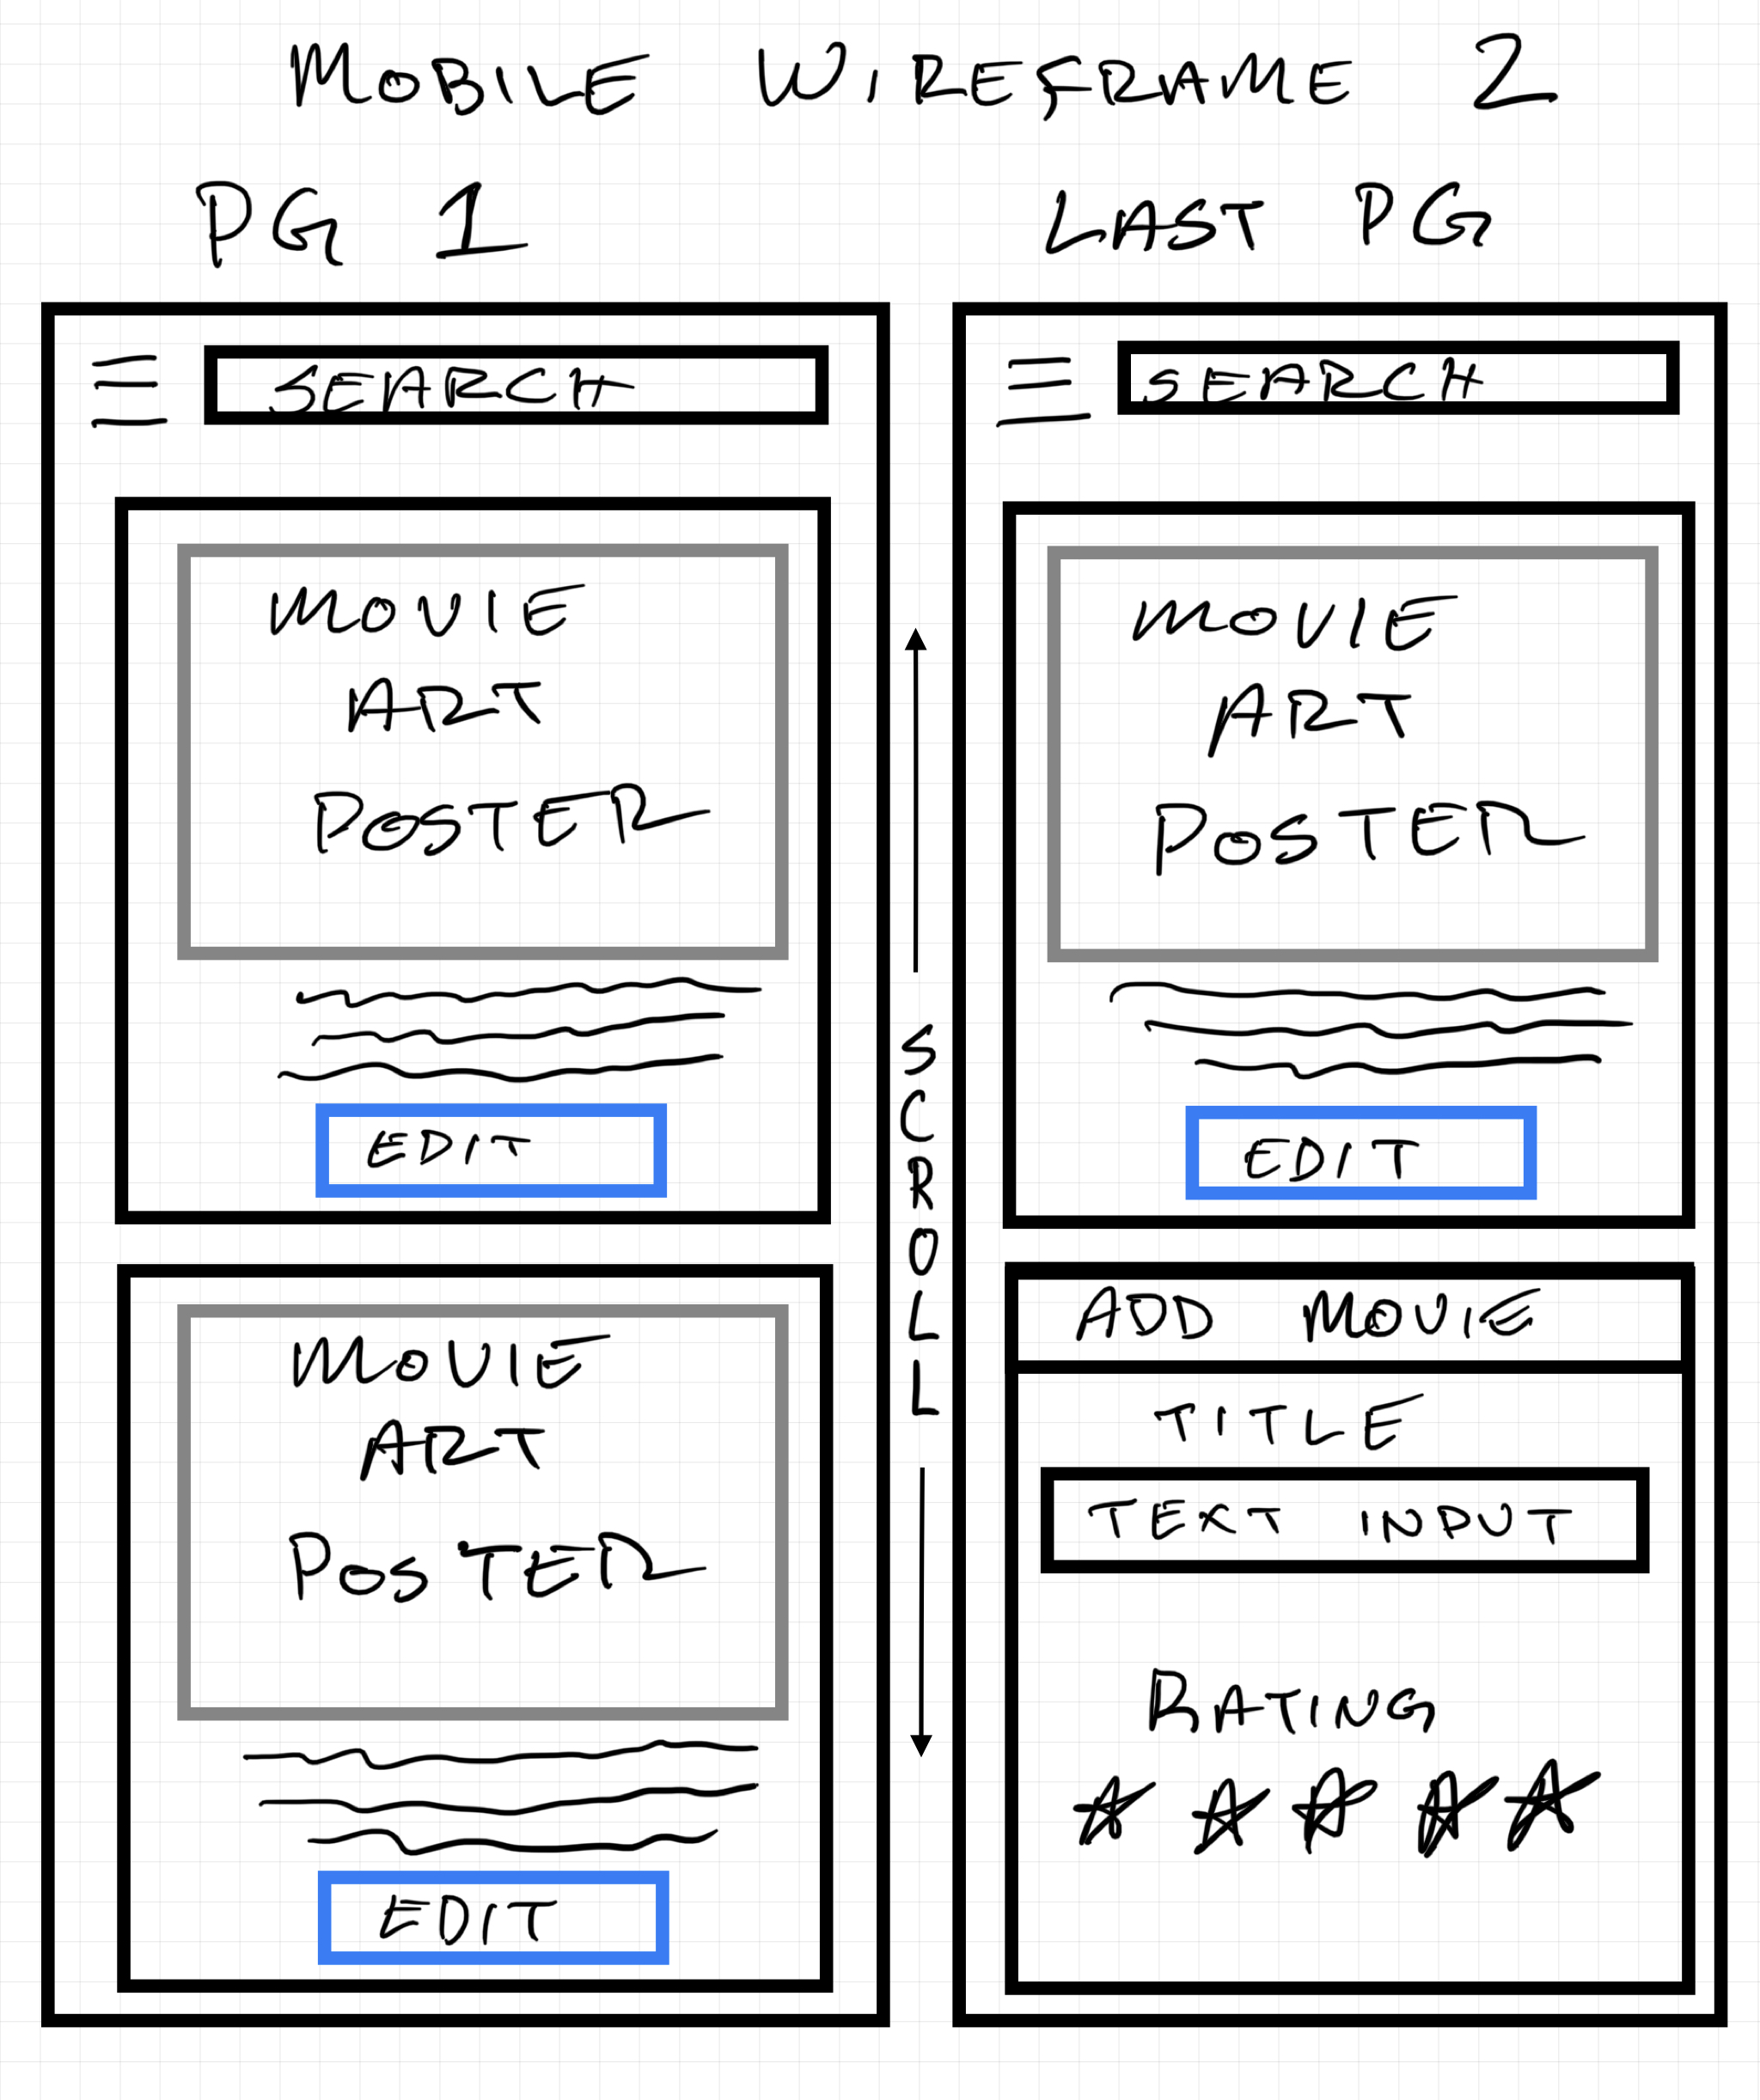 MOBILE WIREFRAME 2
PG 1
SEARCH
MOVIE
ART
POSTER
EDIT
MOVIE
ART
POSTER
EDIT
SCROLL
LAST PG
SEARCH
MOVIE
ART
POSTER
EDIT
ADD MOVIE
TITLE
TEXT INPUT
RATING